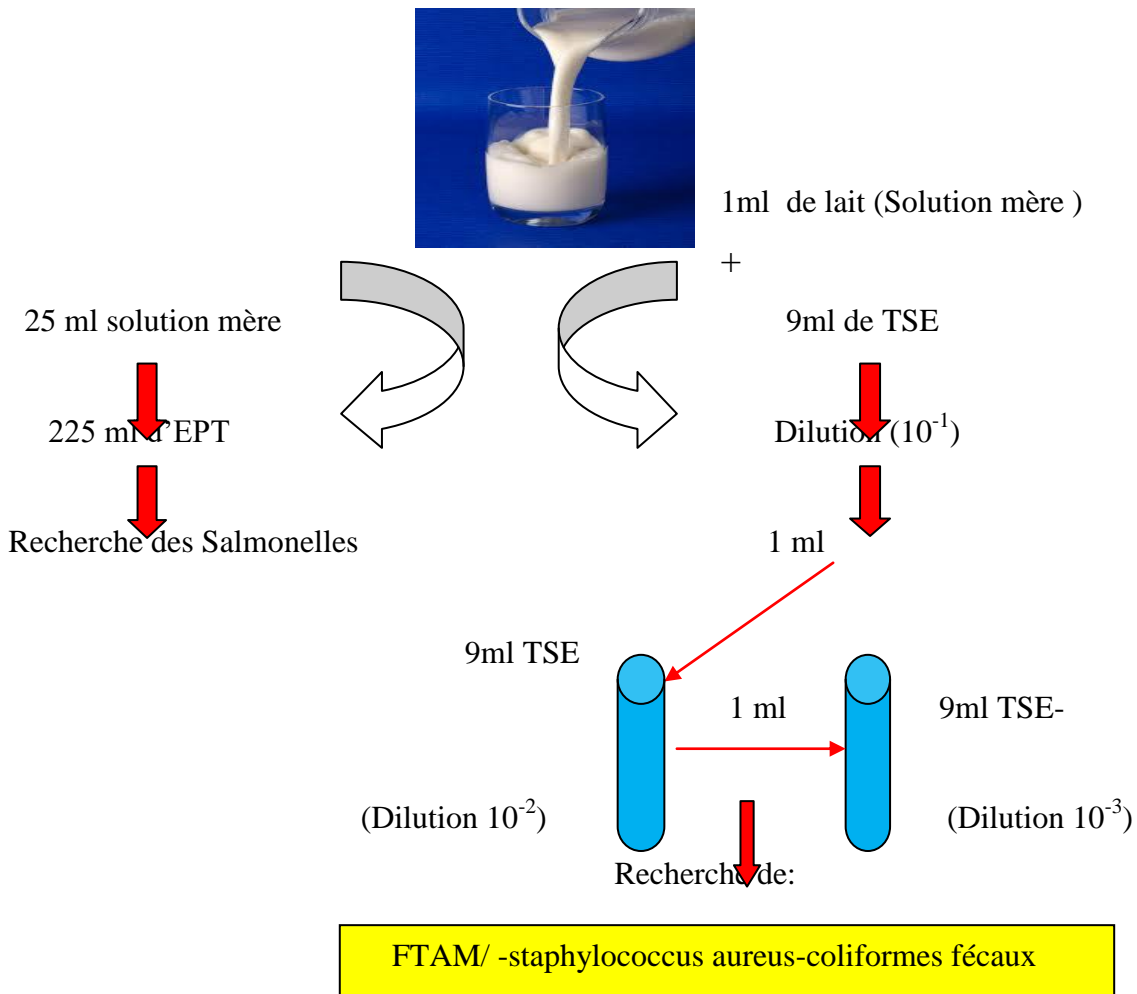 1ml de lait (Solution mère )
+
25 ml solution mère
9ml de TSE
225 ml d’EPT
Dilution (10⁻¹)
Recherche des Salmonelles
1 ml
9ml TSE
1 ml
9ml TSE-
(Dilution 10⁻²)
(Dilution 10⁻³)
Recherche de:
FTAM/ -staphylococcus aureus-coliformes fécaux